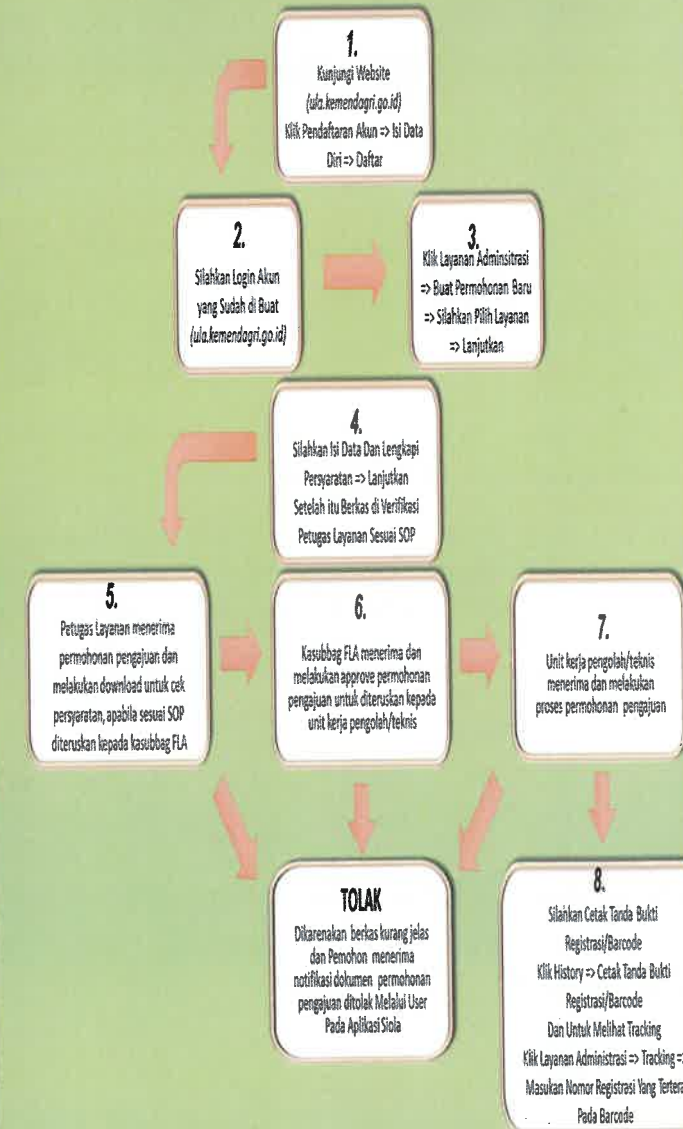 1.
Kunjungi Website
(ula.kemendagri.go.id)
Klik Pendaftaran Akun => Isi Data
Diri => Daftar
2.
Silahkan Login Akun
yang Sudah di Buat
(ula.kemendagri.go.id)
3.
Klik Layanan Adminsitrasi
=> Buat Permohonan Baru
=> Silahkan Pilih Layanan
=> Lanjutkan
4.
Silahkan Isi Data Dan Lengkapi
Persyaratan => Lanjutkan
Setelah itu Berkas di Verifikasi
Petugas Layanan Sesuai SOP
5.
Petugas Layanan menerima
permohonan pengajuan dan
melakukan download untuk cek
persyaratan, apabila sesuai SOP
diteruskan kepada kasubbag FLA
6.
Kasubbag FLA menerima dan
melakukan approve permohonan
pengajuan untuk diteruskan kepada
unit kerja pengolah/teknis
7.
Unit kerja pengolah/teknis
menerima dan melakukan
proses permohonan pengajuan
TOLAK
Dikarenakan berkas kurang jelas
dan Pemohon menerima
notifikasi dokumen permohonan
pengajuan ditolak Melalui User
Pada Aplikasi Siola
8.
Silahkan Cetak Tanda Bukti
Registrasi/Barcode
Klik History => Cetak Tanda Bukti
Registrasi/Barcode
Dan Untuk Melihat Tracking
Klik Layanan Administrasi => Tracking =>
Masukan Nomor Registrasi Yang Tertera
Pada Barcode